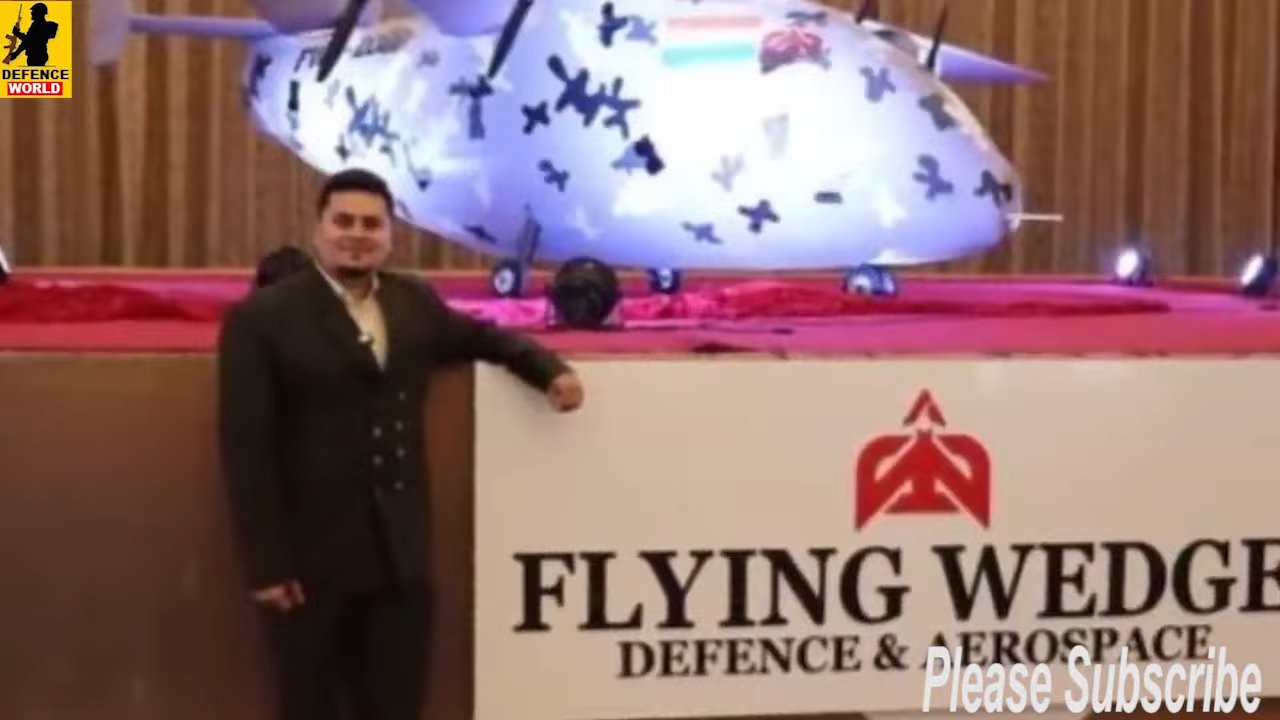 DEFENCE
WORLD
FLYING WEDGE
DEFENCE & AEROSPACE
Please Subscribe